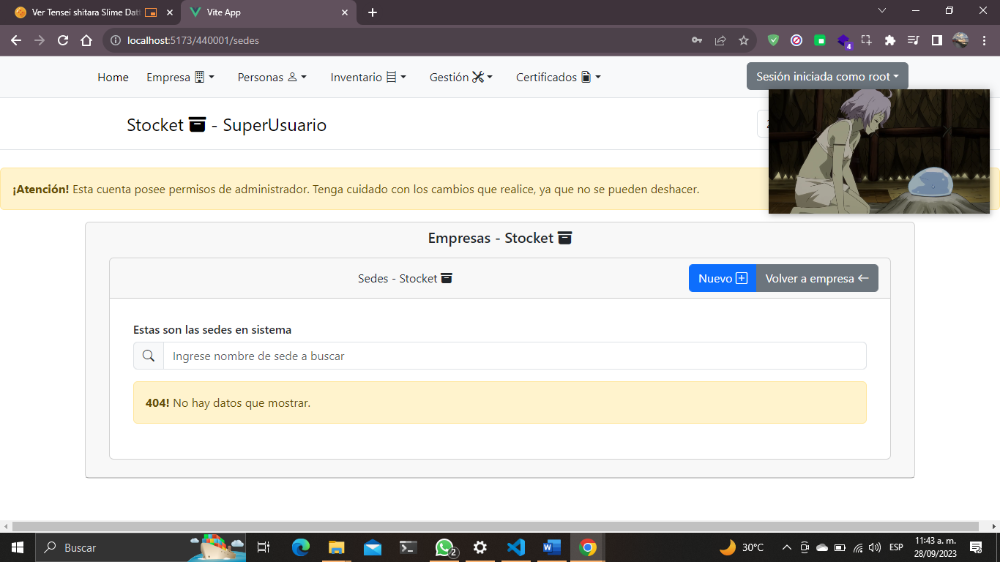 Ver Tensei shitara Slime Datt
Vite App
localhost:5173/440001/sedes
4
Home
Empresa
Personas
Inventario
Gestión
Certificados
Sesión iniciada como root
Stocket - SuperUsuario
¡Atención! Esta cuenta posee permisos de administrador. Tenga cuidado con los cambios que realice, ya que no se pueden deshacer.
Empresas - Stocket
Sedes - Stocket
Nuevo
Volver a empresa
Estas son las sedes en sistema
Ingrese nombre de sede a buscar
404! No hay datos que mostrar.
Buscar
2
30°C
ESP
11:43 a. m.
28/09/2023